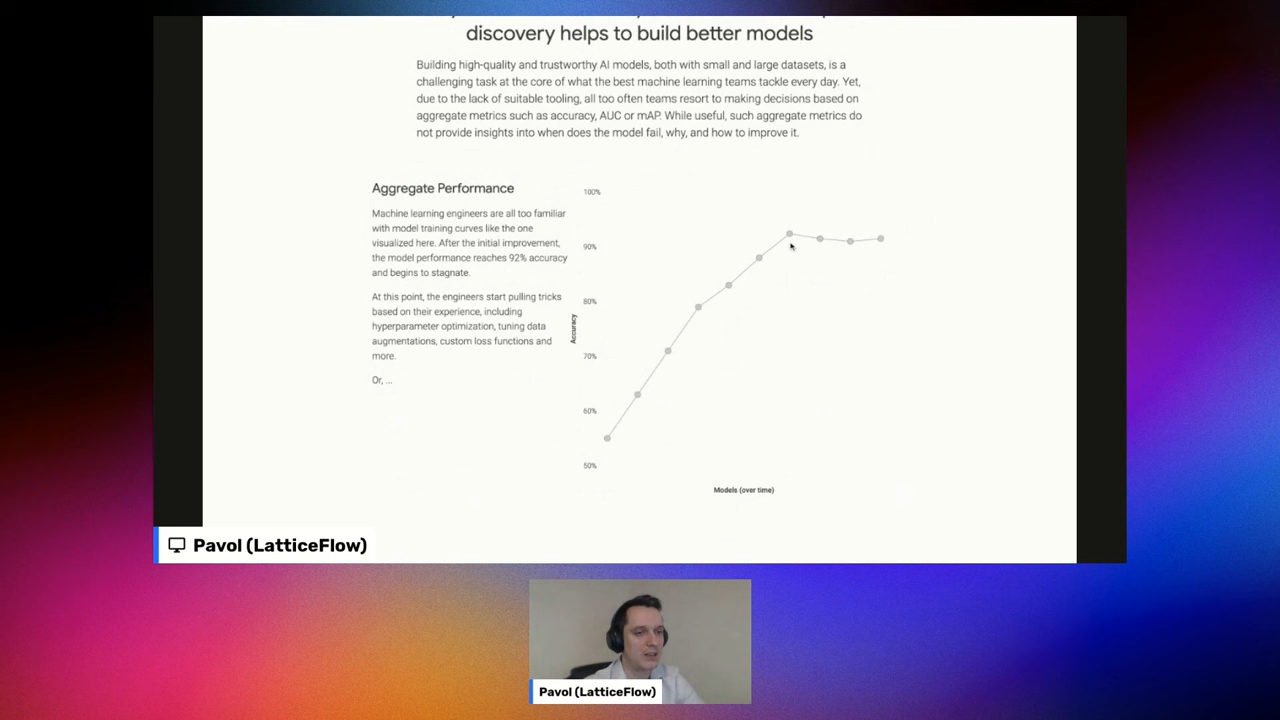 discovery helps to build better models
Building high-quality and trustworthy AI models, both with small and large datasets, is a
challenging task at the core of what the best machine learning teams tackle every day. Yet,
due to the lack of suitable tooling, all too often teams resort to making decisions based on
aggregate metrics such as accuracy, AUC or mAP. While useful, such aggregate metrics do
not provide insights into when does the model fail, why, and how to improve it.
Aggregate Performance
Machine learning engineers are all too familiar
with model training curves like the one
visualized here. After the initial improvement,
the model performance reaches 92% accuracy
and begins to stagnate.
At this point, the engineers start pulling tricks
based on their experience, including
hyperparameter optimization, tuning data
augmentations, custom loss functions and
more.
Or, ...
100%
90%
80%
70%
60%
50%
Accuracy
Models (over time)
Pavol (LatticeFlow)
Pavol (LatticeFlow)